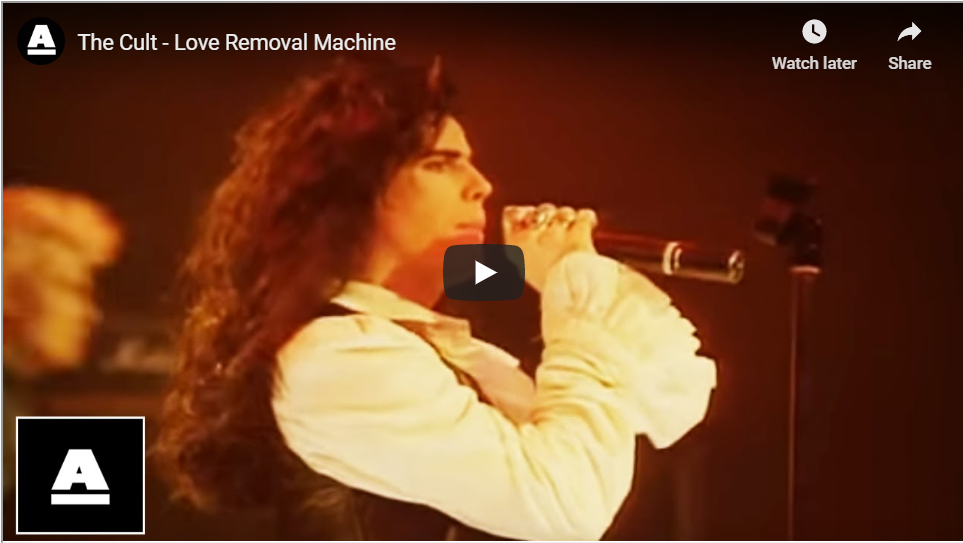 A
The Cult - Love Removal Machine
Watch later
Share
A